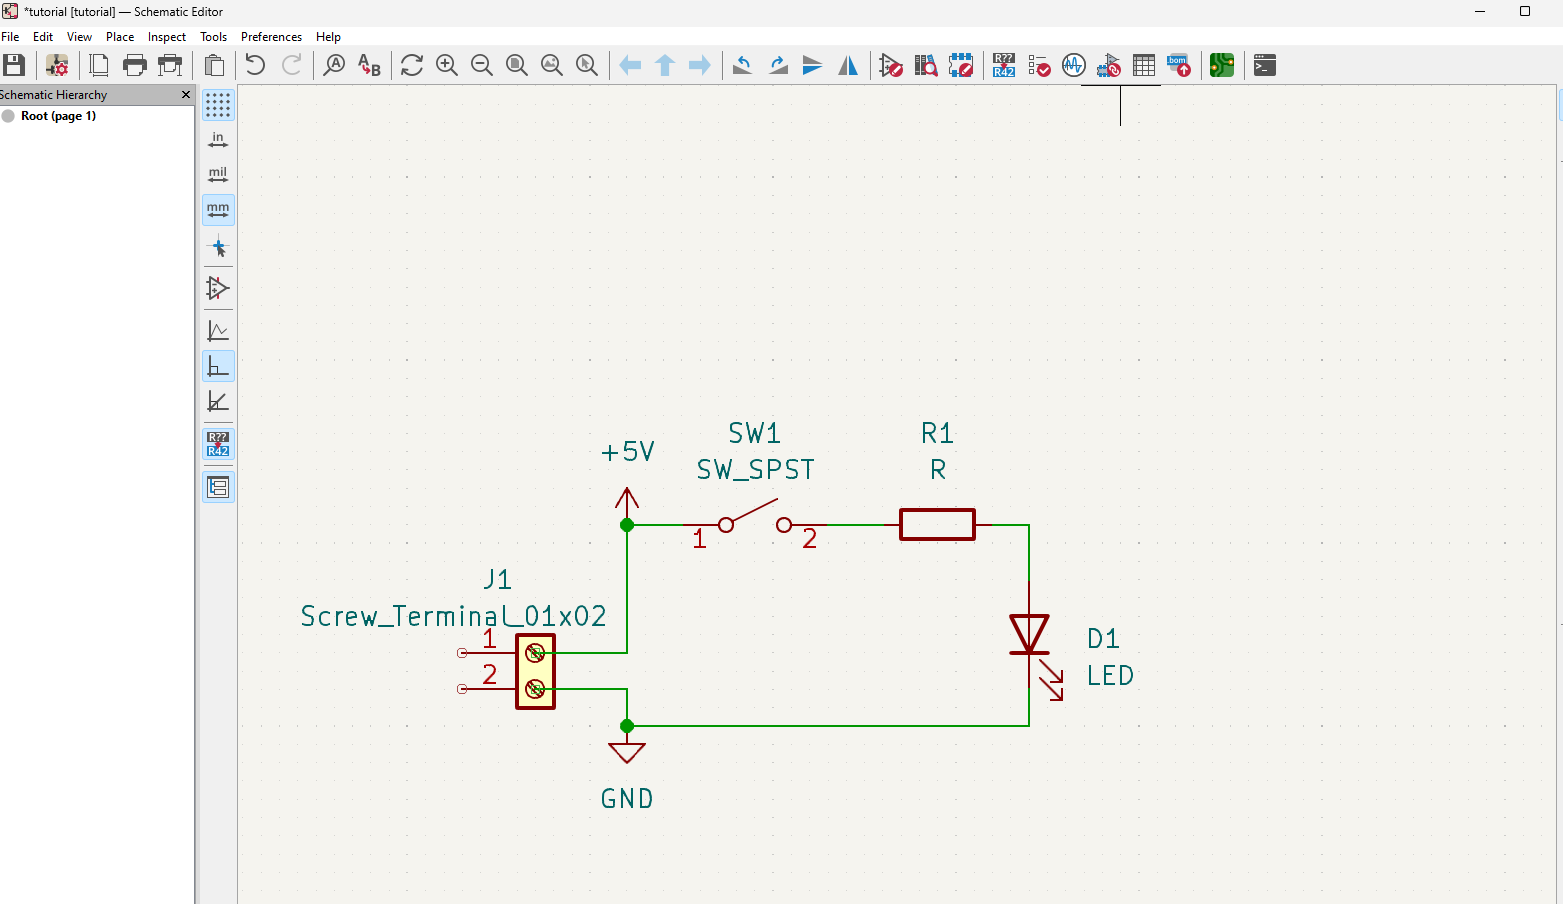 *tutorial [tutorial] — Schematic Editor
File Edit View Place Inspect Tools Preferences Help
A
A B
R??
R42
bom
>_
Schematic Hierarchy
Root (page 1)
in
mil
mm
R??
R42
+5V
SW1
SW_SPST
1
2
R1
R
J1
Screw_Terminal_01x02
1
2
D1
LED
GND